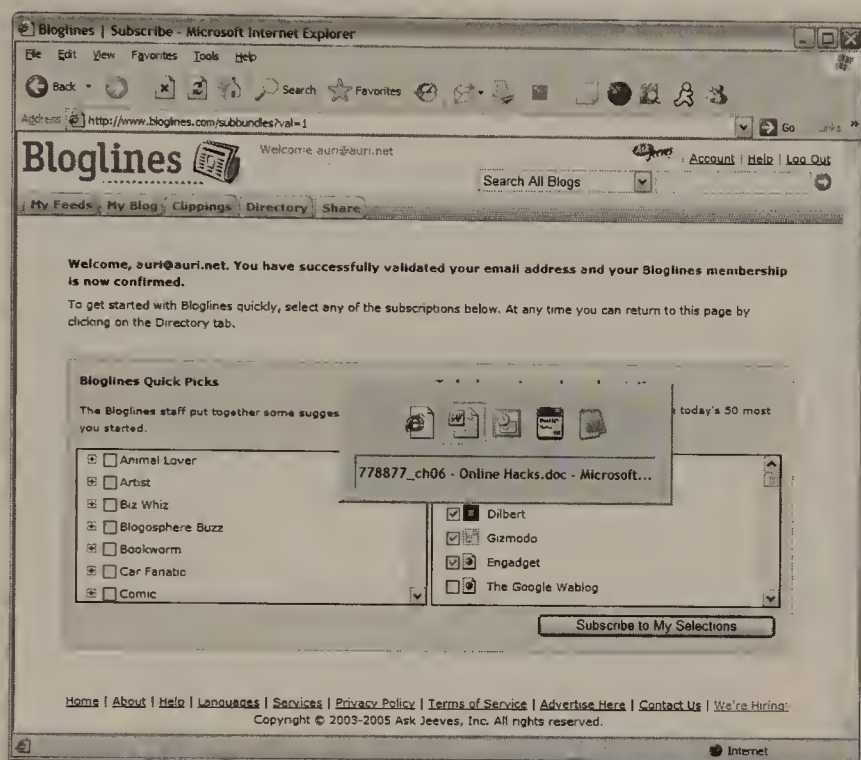 Bloglines | Subscribe - Microsoft Internet Explorer
File Edit View Favorites Tools Help
Back Search Favorites
Address http://www.bloglines.com/subbundles?val=1 Go Links »
Bloglines Welcome auri@auri.net Ask Jeeves : Account | Help | Log Out
Search All Blogs
My Feeds My Blog Clippings Directory Share
Welcome, auri@auri.net. You have successfully validated your email address and your Bloglines membership
is now confirmed.
To get started with Bloglines quickly, select any of the subscriptions below. At any time you can return to this page by
clicking on the Directory tab.
Bloglines Quick Picks
The Bloglines staff put together some sugges today's 50 most
you started.
778877_ch06 - Online Hacks.doc - Microsoft...
Animal Lover
Artist
Biz Whiz
Blogosphere Buzz
Bookworm
Car Fanatic
Comic
Dilbert
Gizmodo
Engadget
The Google Weblog
Subscribe to My Selections
Home | About | Help | Languages | Services | Privacy Policy | Terms of Service | Advertise Here | Contact Us | We're Hiring!
Copyright © 2003-2005 Ask Jeeves, Inc. All rights reserved.
Internet